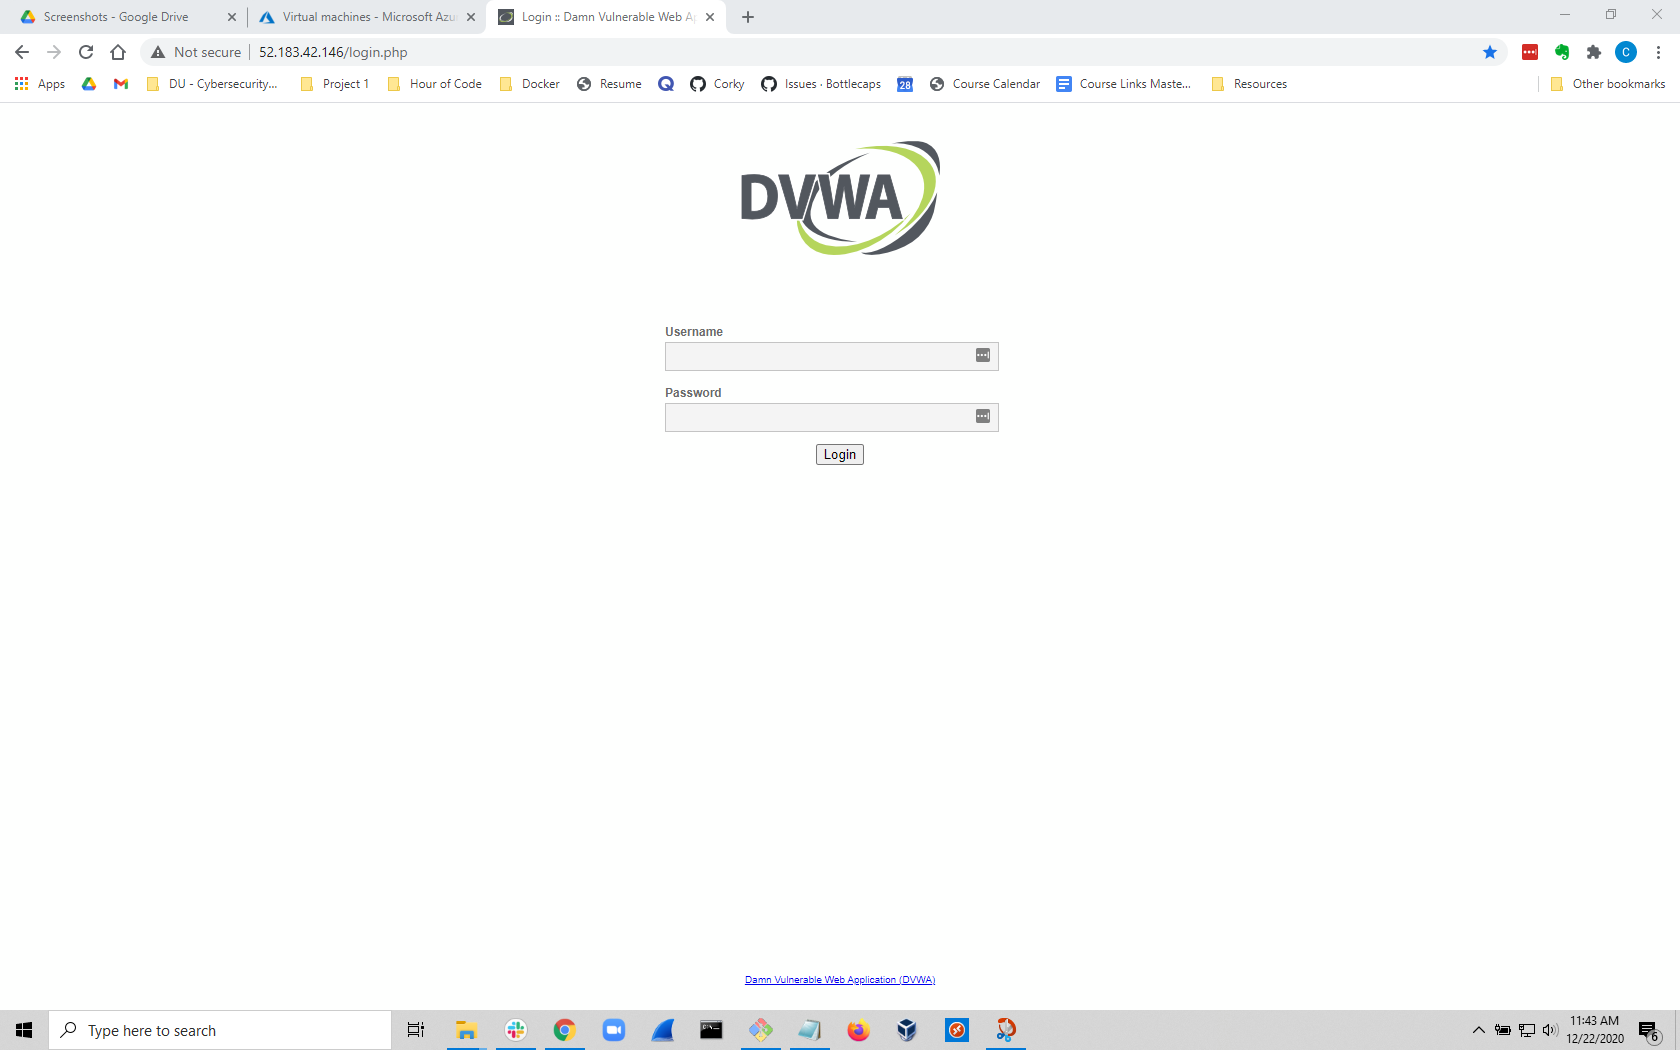 Screenshots - Google Drive
Virtual machines - Microsoft Azu
Login :: Damn Vulnerable Web A
Not secure
52.183.42.146/login.php
C
Apps
DU - Cybersecurity...
Project 1
Hour of Code
Docker
Resume
Corky
Issues · Bottlecaps
28
Course Calendar
Course Links Maste...
Resources
Other bookmarks
DVWA
Username
Password
Login
Damn Vulnerable Web Application (DVWA)
Type here to search
11:43 AM
12/22/2020
6